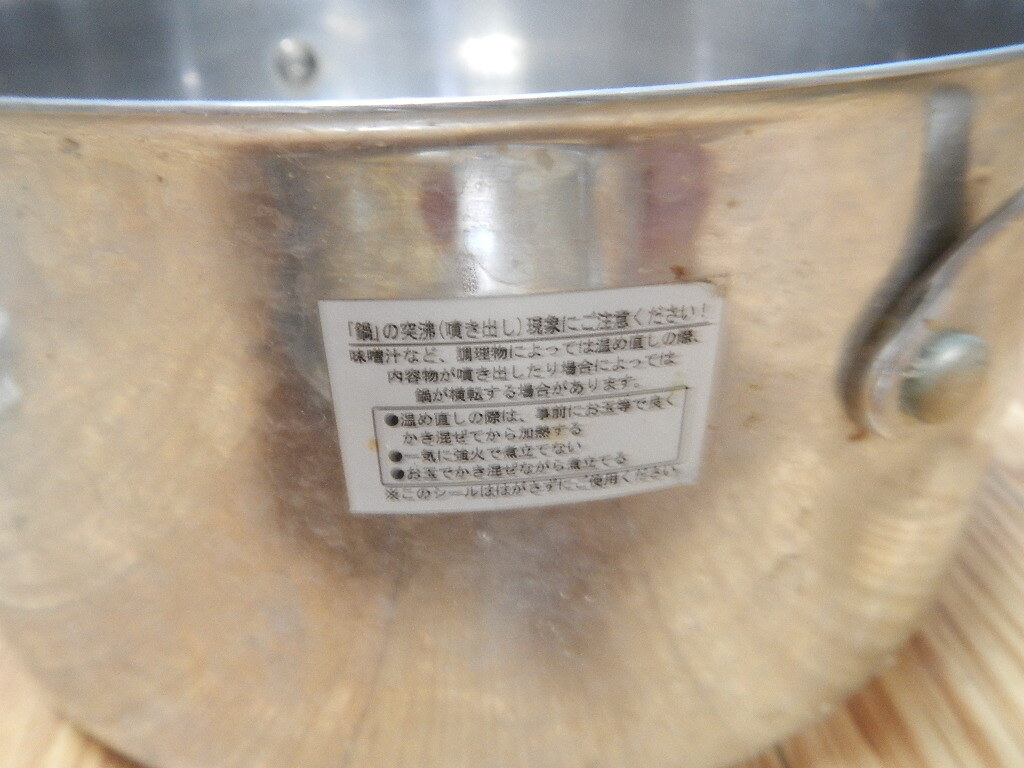 「鍋」の突沸(噴き出し)現象にご注意ください!
味噌汁など、調理物によっては温め直しの際、
内容物が噴き出したり場合によっては
鍋が横転する場合があります。
●温め直しの際は、事前にお玉等で良く
かき混ぜてから加熱する
●一気に強火で煮立てない
●お玉でかき混ぜながら煮立てる
※このシールははがさずにご使用ください